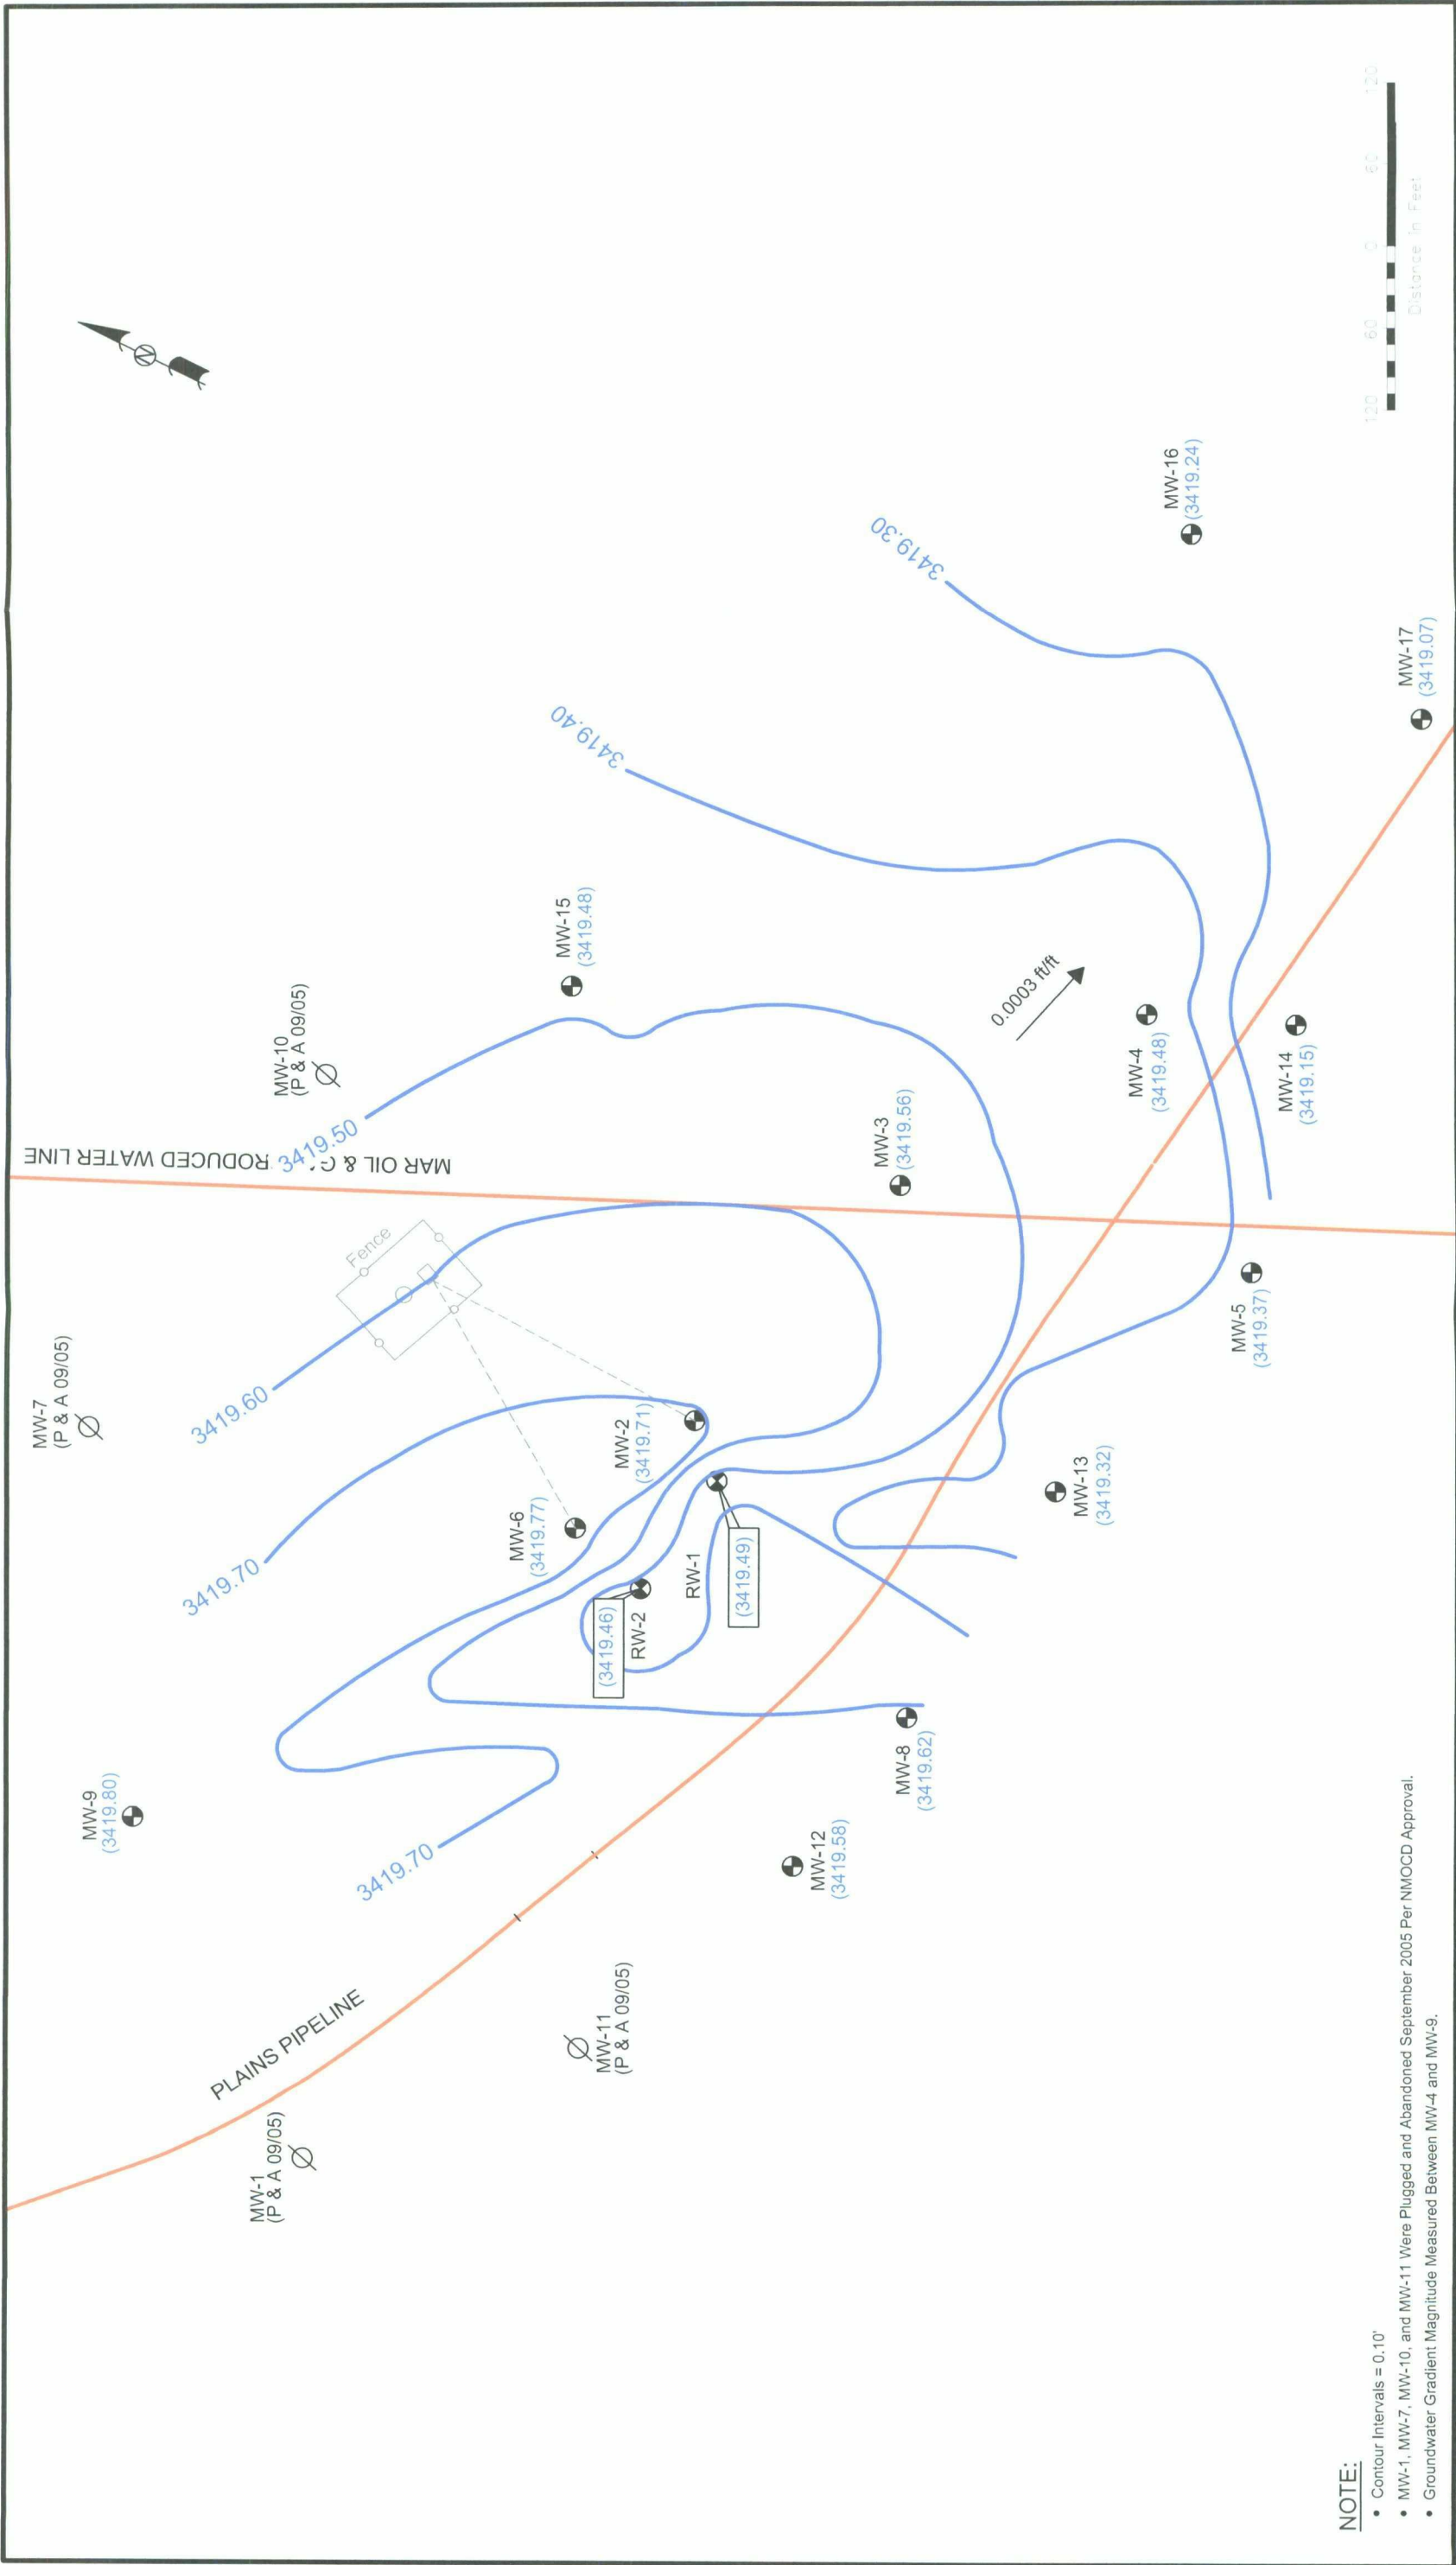 MW-1
(P & A 09/05)
PLAINS PIPELINE
MW-11
(P & A 09/05)
MW-9
(3419.80)
3419.70
MW-12
(3419.58)
MW-8
(3419.62)
3419.70
MW-6
(3419.77)
(3419.46)
RW-2
RW-1
(3419.49)
MW-2
(3419.71)
MW-13
(3419.32)
MW-7
(P & A 09/05)
3419.60
Fence
MW-5
(3419.37)
MAR OIL & G
RODUCED WATER LINE
3419.50
MW-10
(P & A 09/05)
MW-3
(3419.56)
MW-4
(3419.48)
MW-14
(3419.15)
MW-15
(3419.48)
0.0003 ft/ft
3419.40
3419.30
MW-16
(3419.24)
MW-17
(3419.07)
N
120 60 0 60 120
Distance in Feet
NOTE:
• Contour Intervals = 0.10'
• MW-1, MW-7, MW-10, and MW-11 Were Plugged and Abandoned September 2005 Per NMOCD Approval.
• Groundwater Gradient Magnitude Measured Between MW-4 and MW-9.